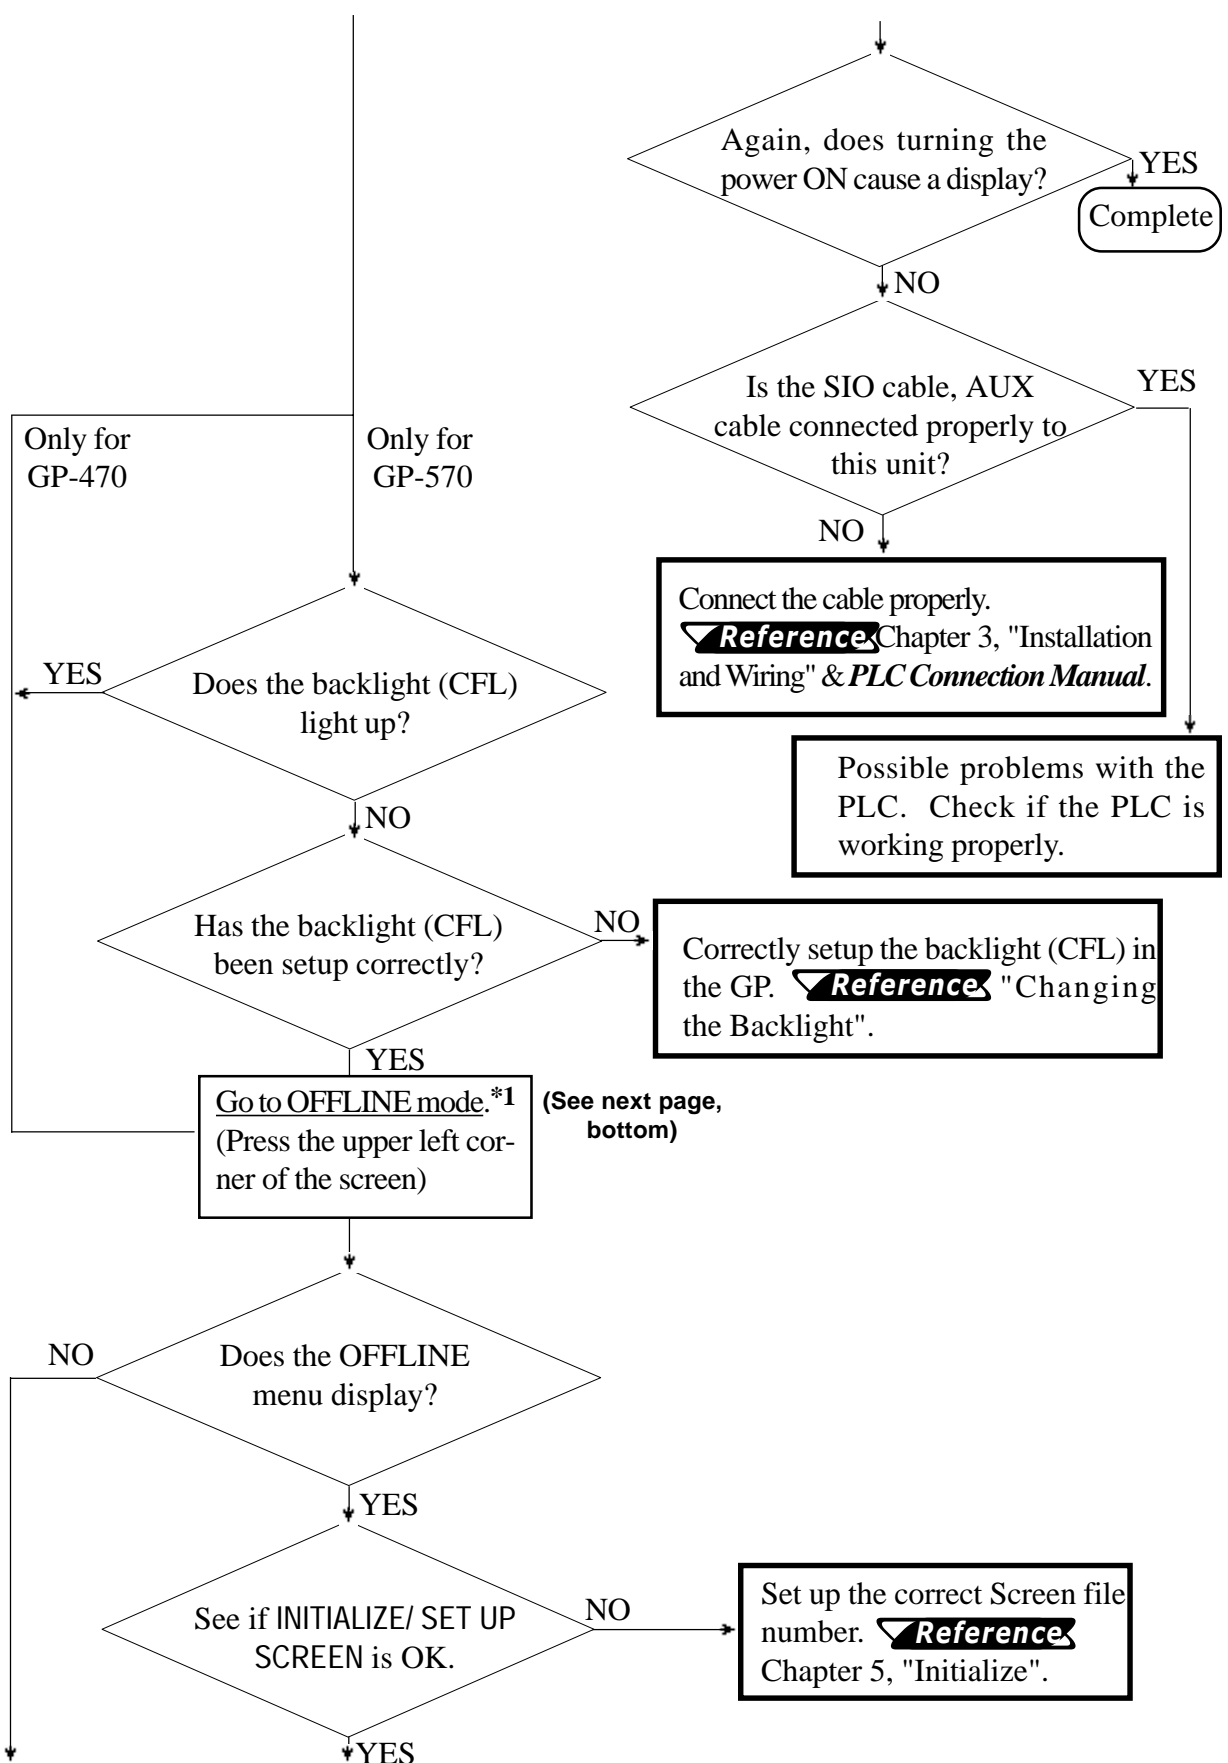 Again, does turning the
power ON cause a display?
YES
Complete
NO
Is the SIO cable, AUX
cable connected properly to
this unit?
YES
NO
Connect the cable properly.
Reference Chapter 3, "Installation
and Wiring" & PLC Connection Manual.
Possible problems with the
PLC. Check if the PLC is
working properly.
Only for
GP-470
Only for
GP-570
YES
Does the backlight (CFL)
light up?
NO
Has the backlight (CFL)
been setup correctly?
NO
Correctly setup the backlight (CFL) in
the GP. Reference "Changing
the Backlight".
YES
Go to OFFLINE mode.*1
(Press the upper left cor-
ner of the screen)
(See next page,
bottom)
NO
Does the OFFLINE
menu display?
YES
See if INITIALIZE/ SET UP
SCREEN is OK.
NO
Set up the correct Screen file
number. Reference
Chapter 5, "Initialize".
YES